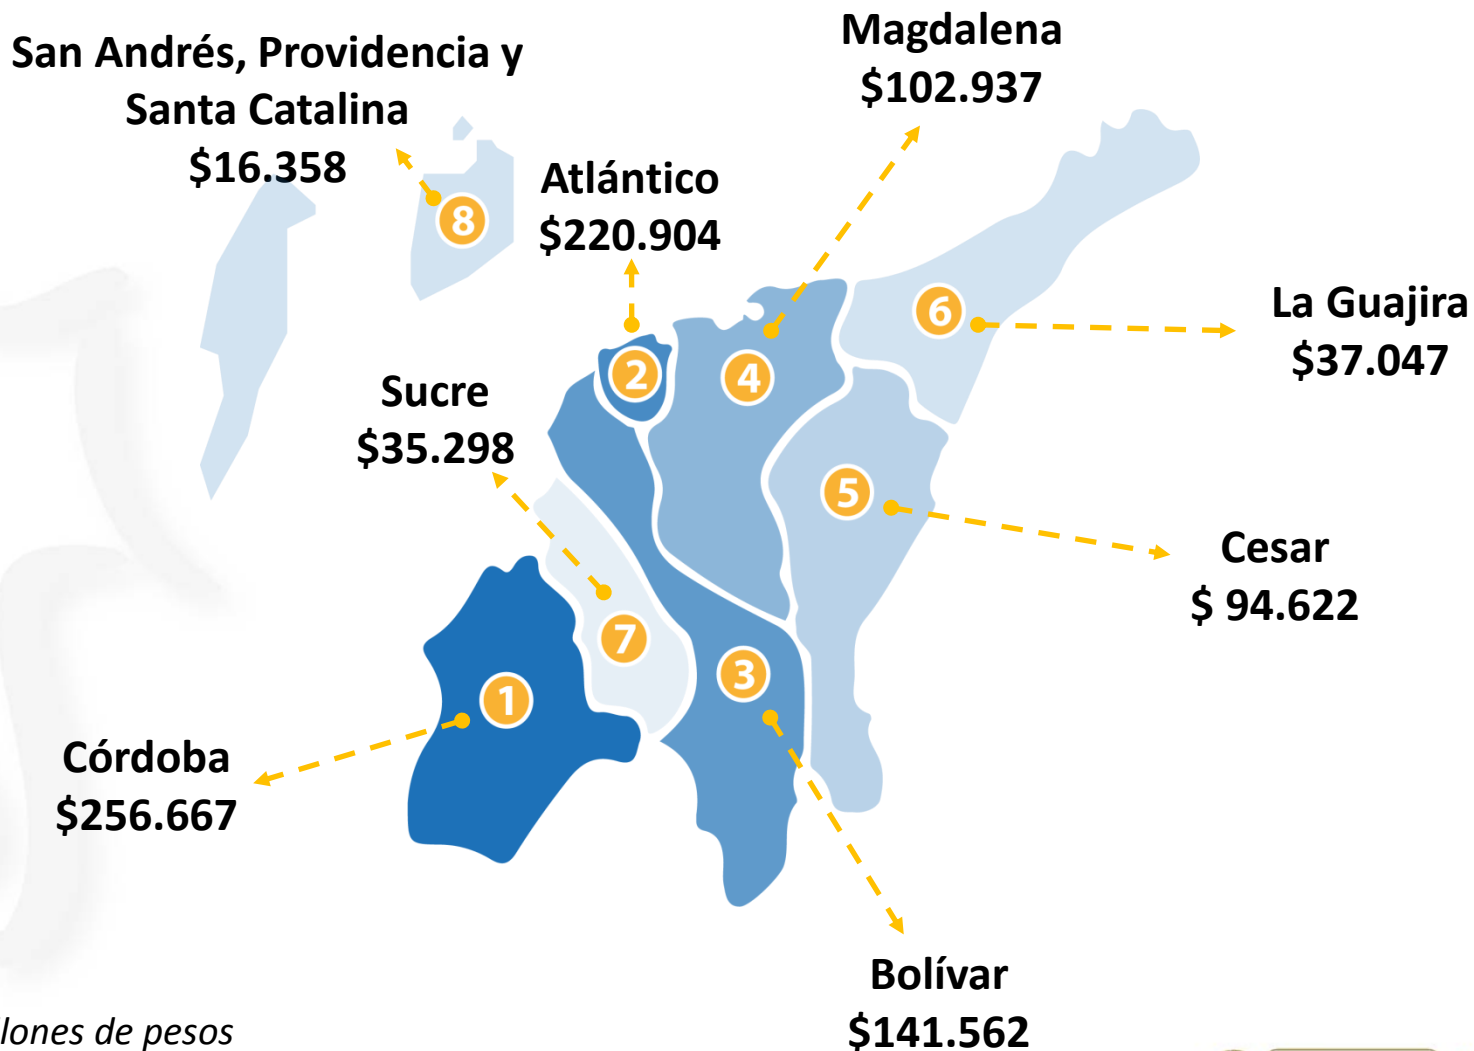 San Andrés, Providencia y
Santa Catalina
$16.358
Magdalena
$102.937
Atlántico
$220.904
La Guajira
$37.047
Sucre
$35.298
Cesar
$ 94.622
Córdoba
$256.667
Bolívar
$141.562
8
6
2
4
5
7
3
1
de pesos